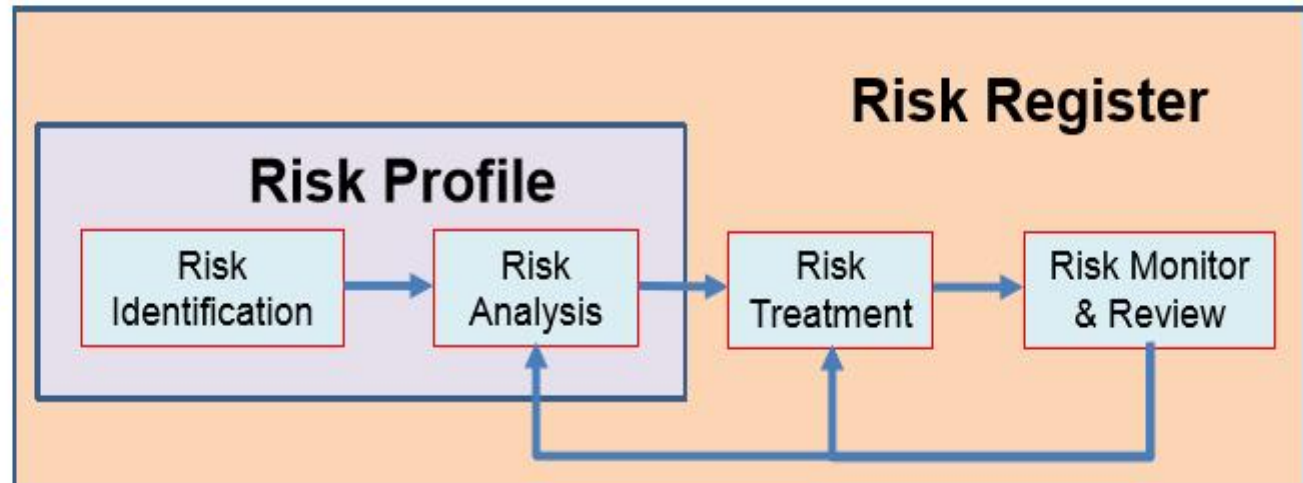 Risk Register
Risk Profile
Risk
Identification
Risk
Analysis
Risk
Treatment
Risk Monitor
& Review